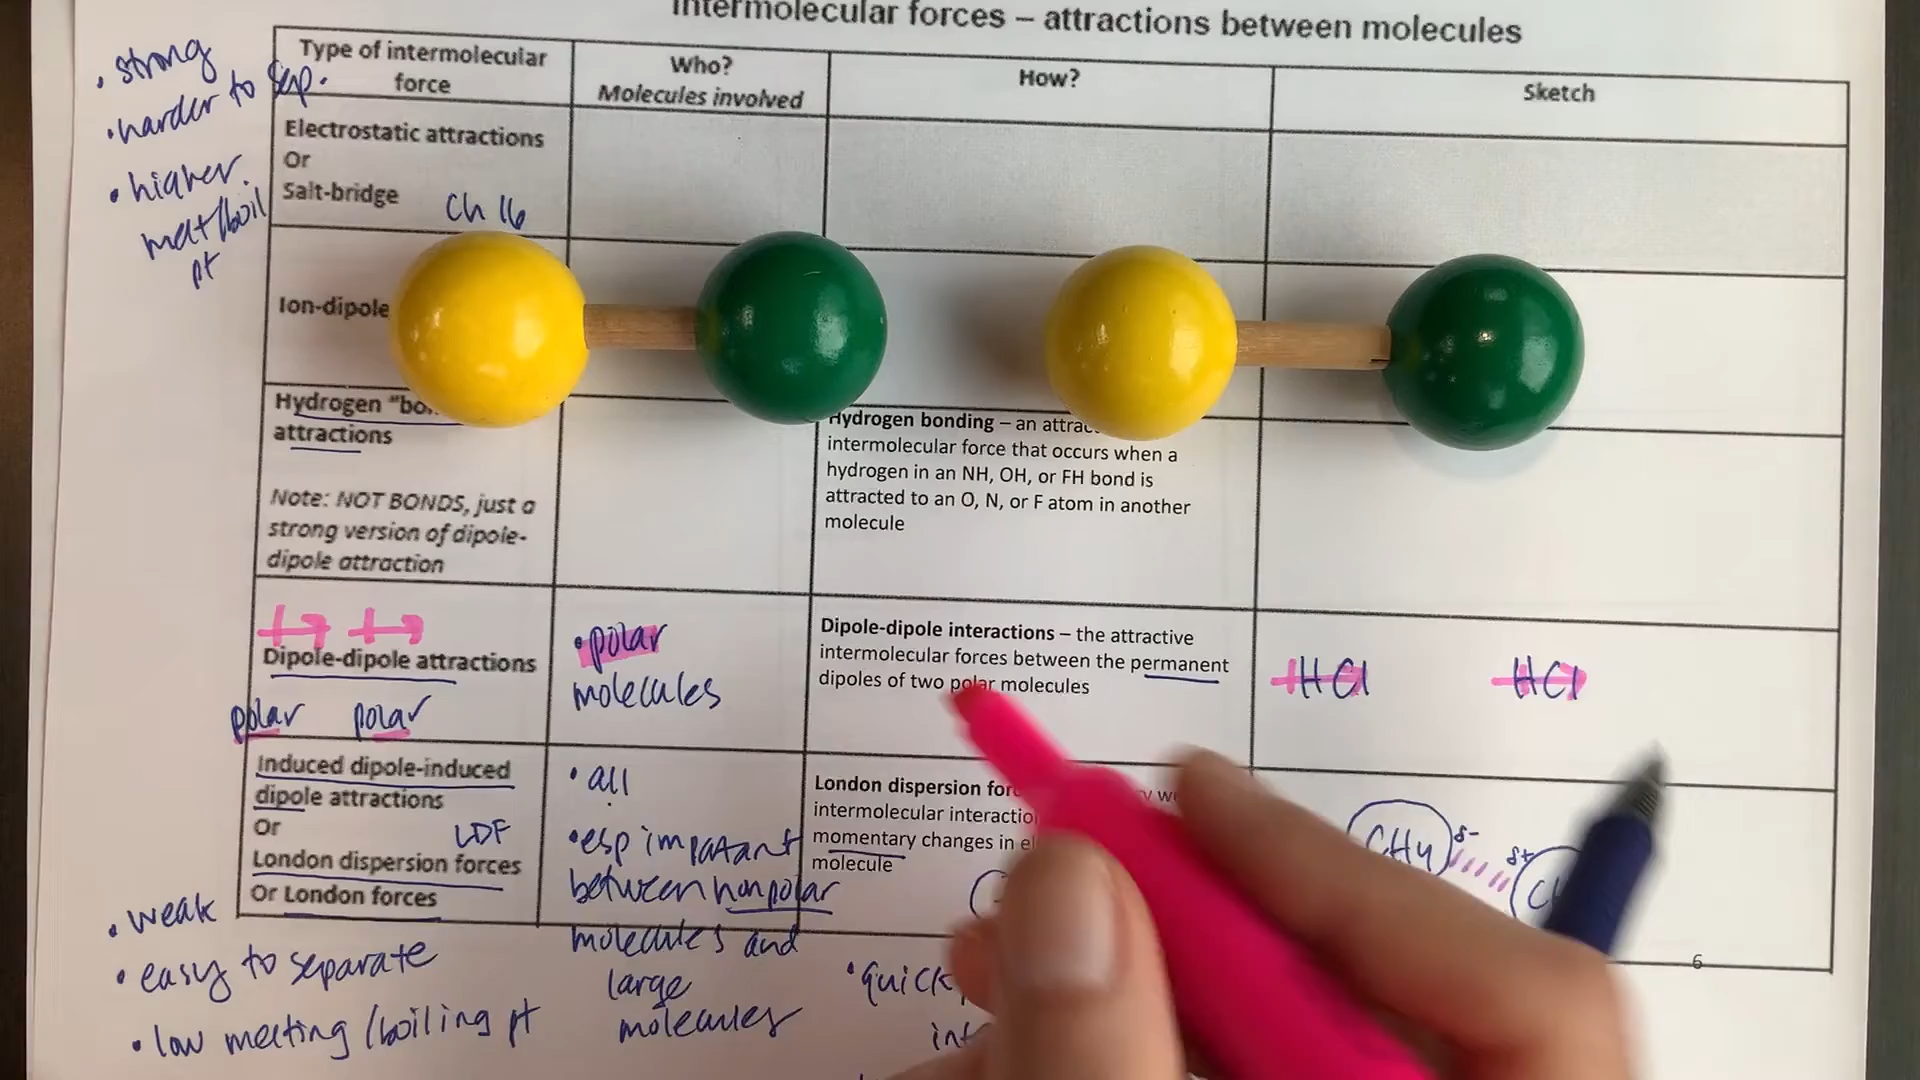 Intermolecular forces – attractions between molecules
• strong
• harder to sep.
• higher
melt/boil
pt
Type of intermolecular
force
Who?
Molecules involved
How?
Sketch
Electrostatic attractions
Or
Salt-bridge
Ch 16
Ion-dipole
Hydrogen "bo
attractions
Note: NOT BONDS, just a
strong version of dipole-
dipole attraction
Hydrogen bonding – an attrac
intermolecular force that occurs when a
hydrogen in an NH, OH, or FH bond is
attracted to an O, N, or F atom in another
molecule
Dipole-dipole attractions
polar polar
• polar
molecules
Dipole-dipole interactions – the attractive
intermolecular forces between the permanent
dipoles of two polar molecules
HCl HCl
Induced dipole-induced
dipole attractions
Or
LDF
London dispersion forces
Or London forces
• all
• esp important
between nonpolar
molecules and
large
molecules
London dispersion for
intermolecular interactio
momentary changes in el
molecule
CH4 δ-
δ+
• quick
int
6
• weak
• easy to separate
• low melting/boiling pt